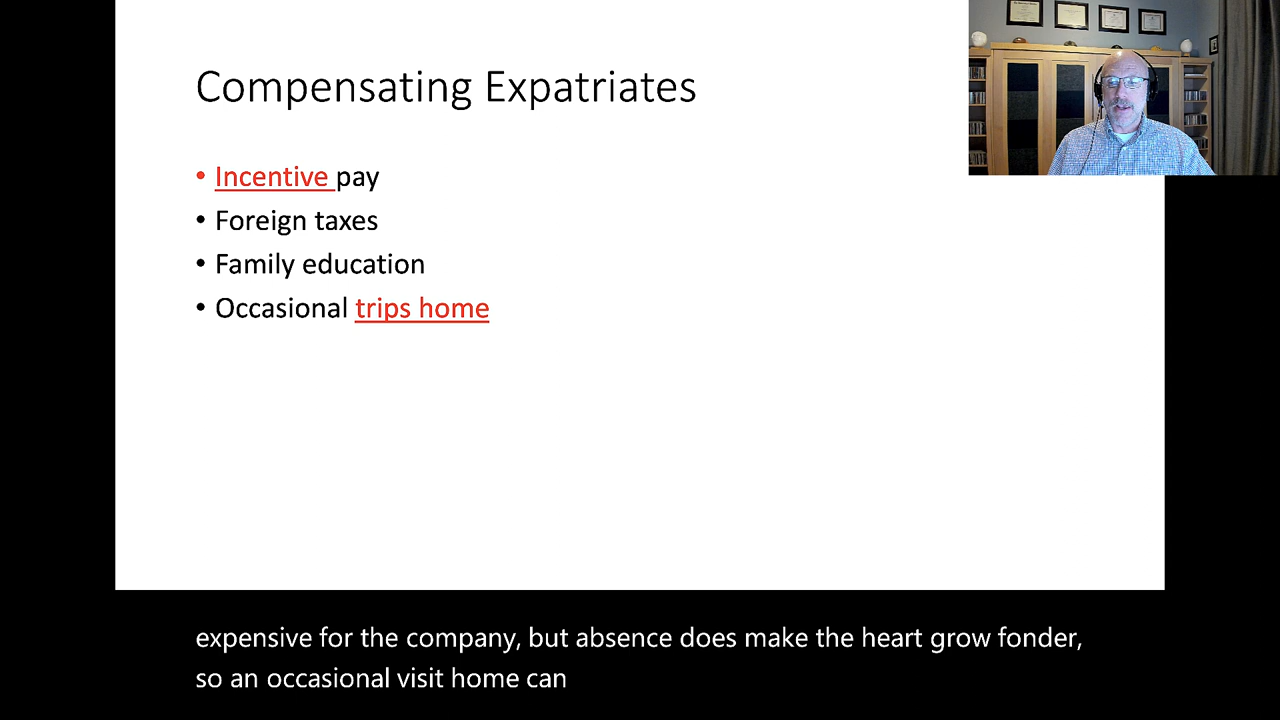 Compensating Expatriates
• Incentive pay
• Foreign taxes
• Family education
• Occasional trips home
expensive for the company, but absence does make the heart grow fonder,
so an occasional visit home can